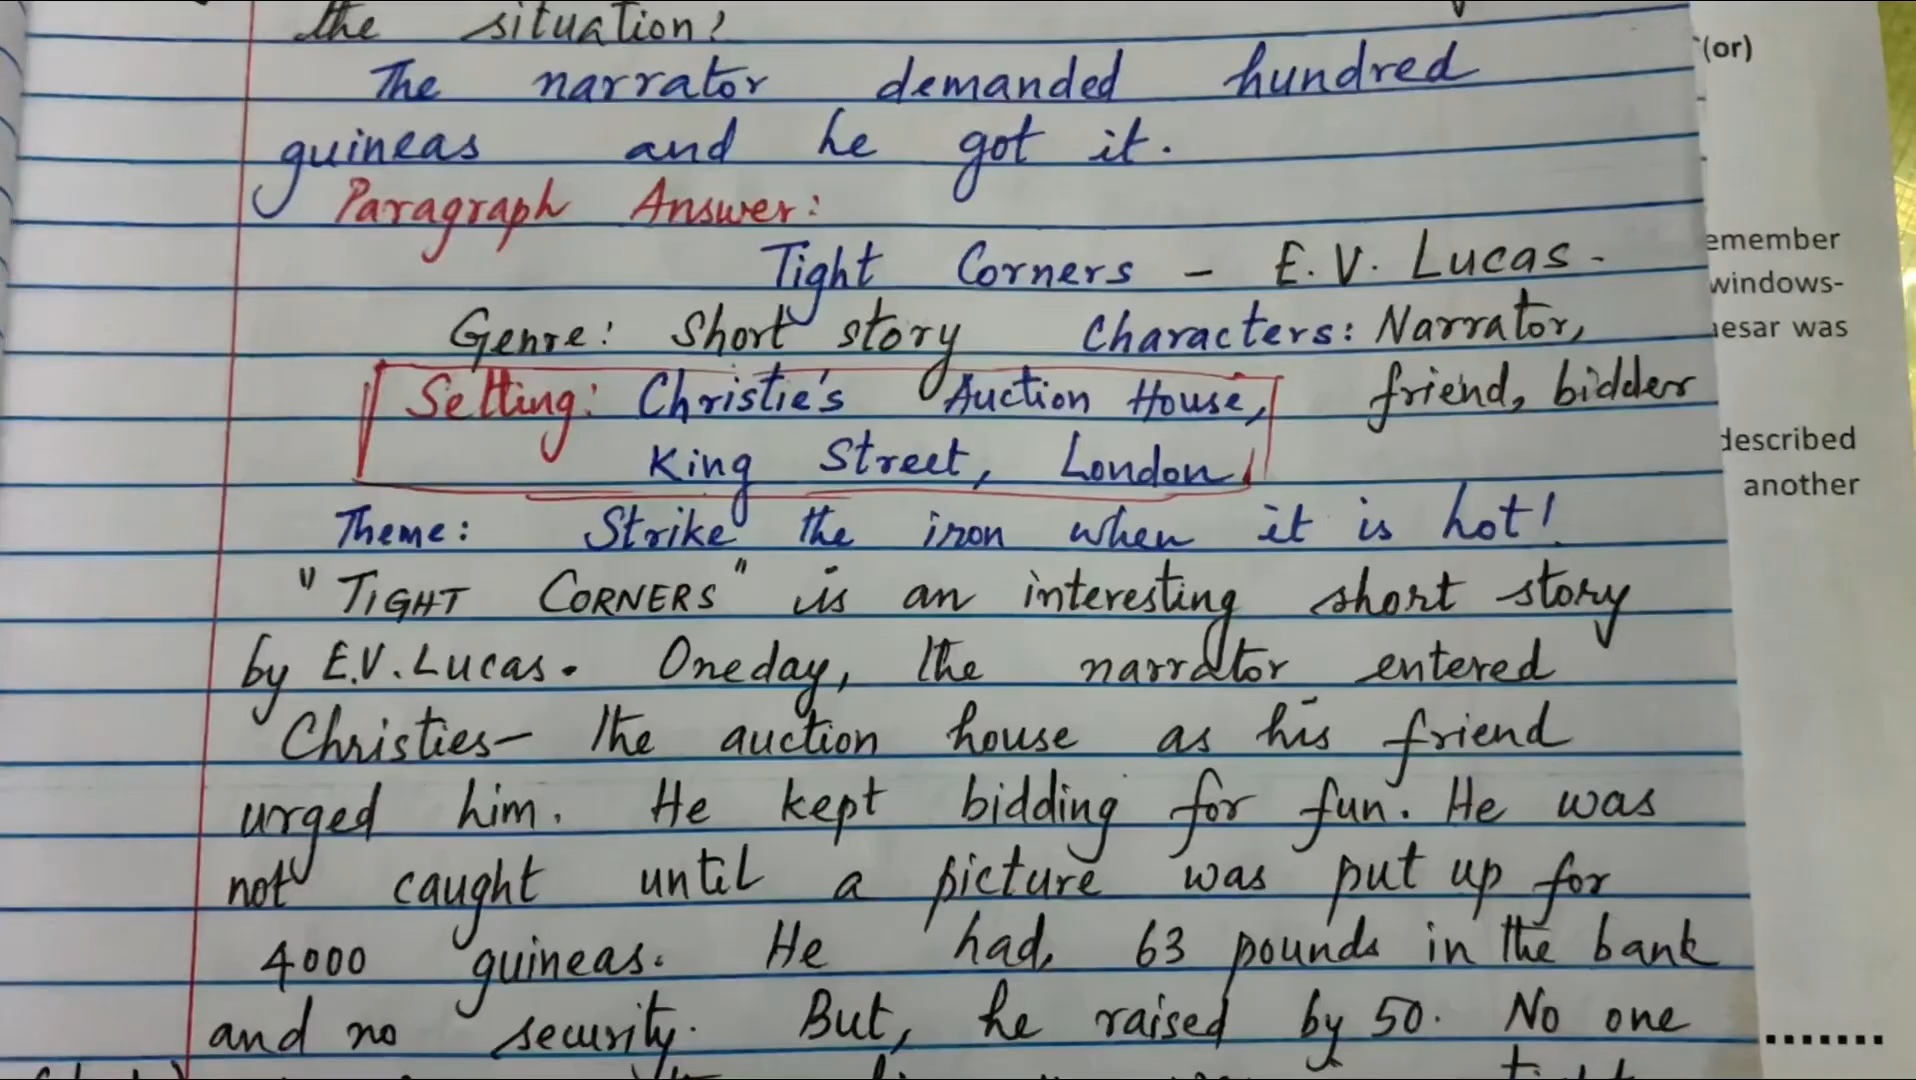 the situation?
The narrator demanded hundred
guineas and he got it.
Paragraph Answer:
Tight Corners - E. V. Lucas.
Genre: Short story Characters: Narrator,
friend, bidder
Setting: Christie's Auction House,
King Street, London
Theme: Strike the iron when it is hot!
"TIGHT CORNERS" is an interesting short story
by E.V. Lucas. Oneday, the narrator entered
Christies- the auction house as his friend
urged him. He kept bidding for fun. He was
not caught until a picture was put up for
4000 guineas. He had 63 pounds in the bank
and no security. But, he raised by 50. No one
(or)
emember
windows-
esar was
described
another
.......